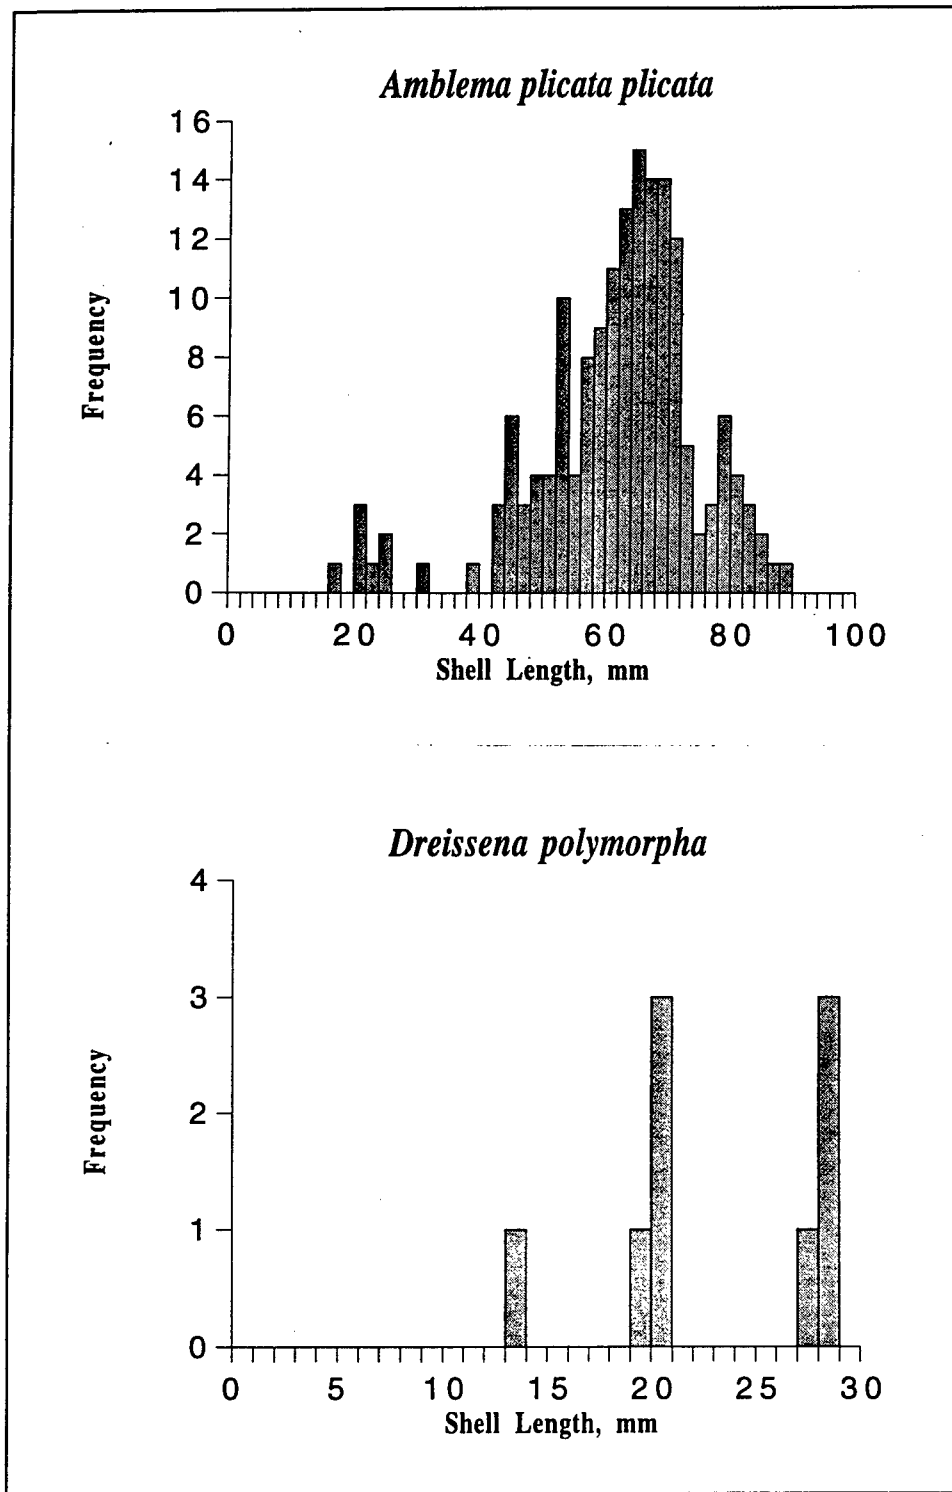 Amblema plicata plicata
16
14
12
10
8
6
4
2
0
Frequency
0 20 40 60 80 100
Shell Length, mm
Dreissena polymorpha
4
3
2
1
0
Frequency
0 5 10 15 20 25 30
Shell Length, mm